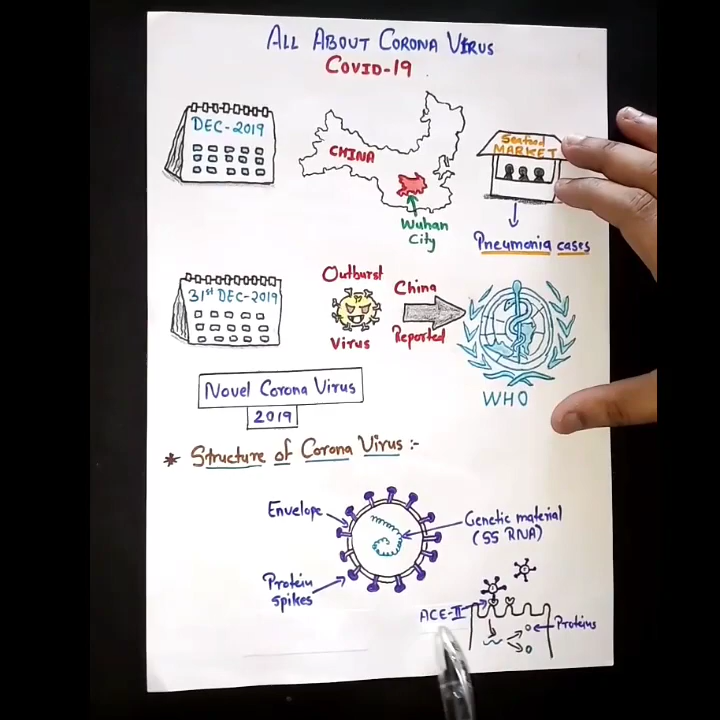 ALL ABOUT CORONA VIRUS
COVID-19
DEC-2019
CHINA
Wuhan
City
Seafood
MARKET
Pneumonia cases
31st DEC-2019
Outburst
Virus
China
Reported
WHO
Novel Corona Virus
2019
* Structure of Corona Virus :-
Envelope
Genetic material
(SS RNA)
Protein
spikes
ACE-II
Proteins